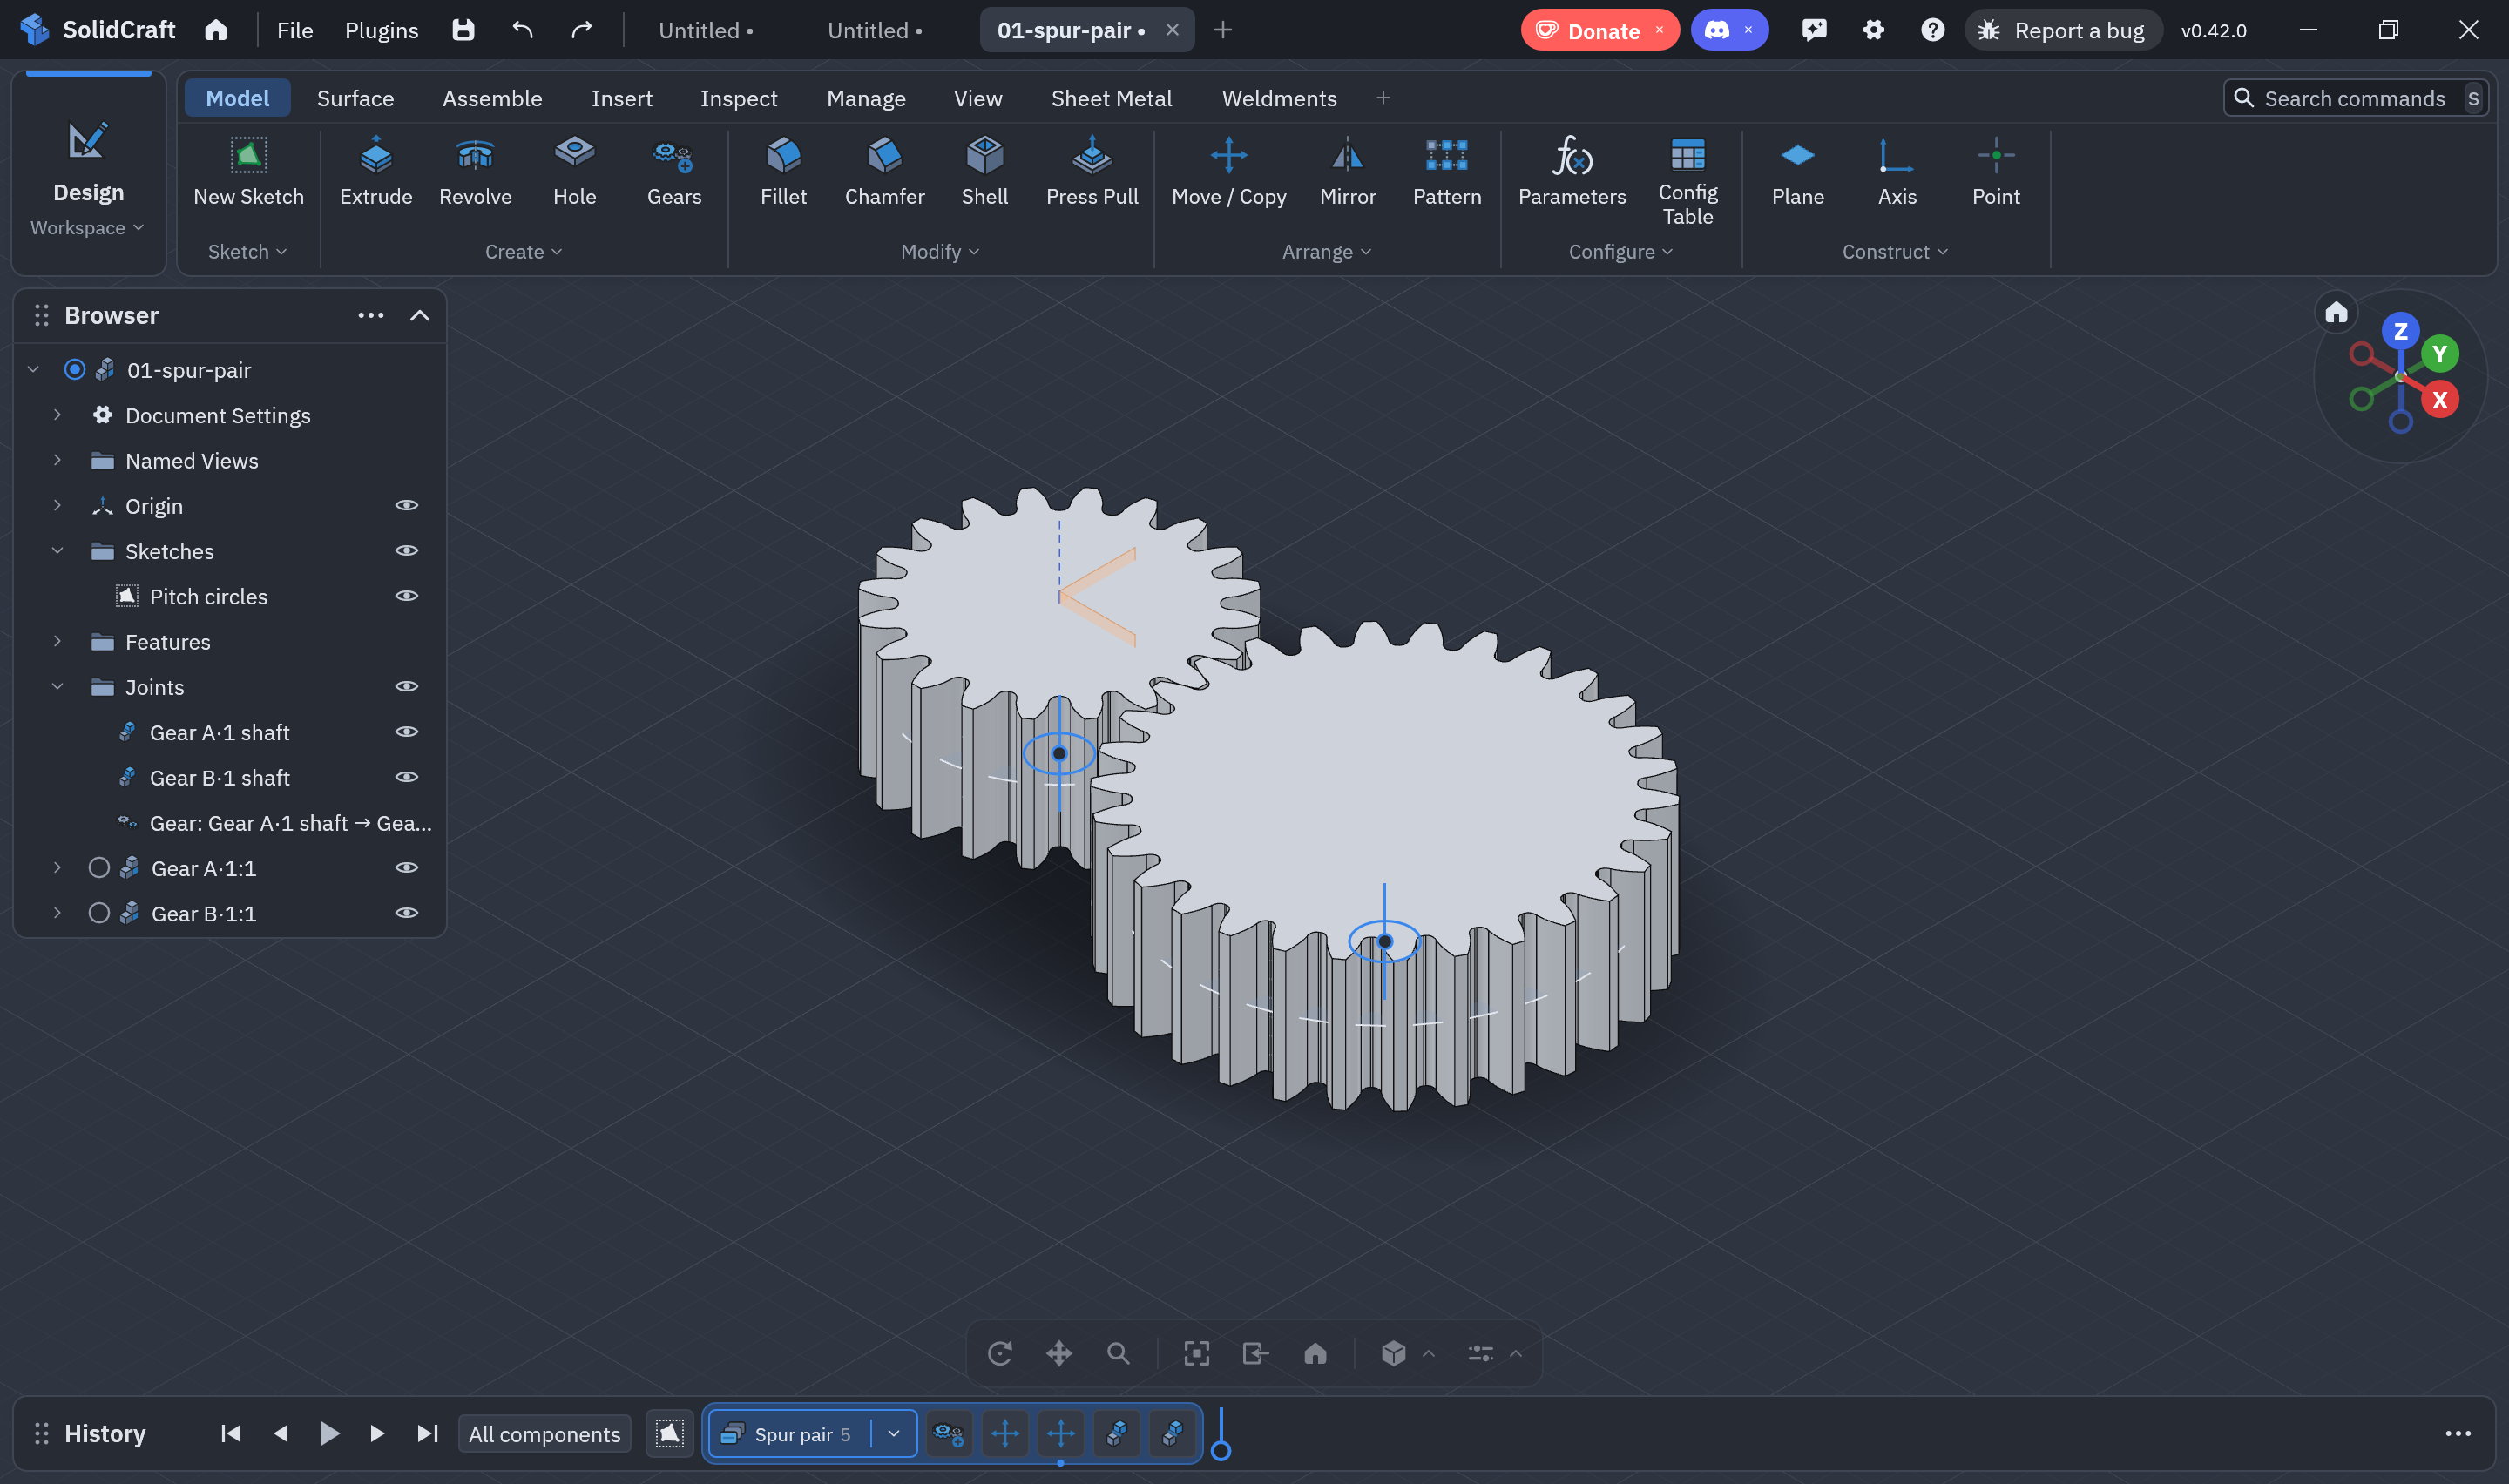 SolidCraft File Plugins Untitled • Untitled • 01-spur-pair • Donate Report a bug v0.42.0
Model Surface Assemble Insert Inspect Manage View Sheet Metal Weldments Search commands S
Design
Workspace
New Sketch Extrude Revolve Hole Gears Fillet Chamfer Shell Press Pull Move / Copy Mirror Pattern Parameters Config Table Plane Axis Point
Sketch Create Modify Arrange Configure Construct
Browser
01-spur-pair
Document Settings
Named Views
Origin
Sketches
Pitch circles
Features
Joints
Gear A·1 shaft
Gear B·1 shaft
Gear: Gear A·1 shaft → Gea...
Gear A·1:1
Gear B·1:1
Z
Y
X
History All components Spur pair 5